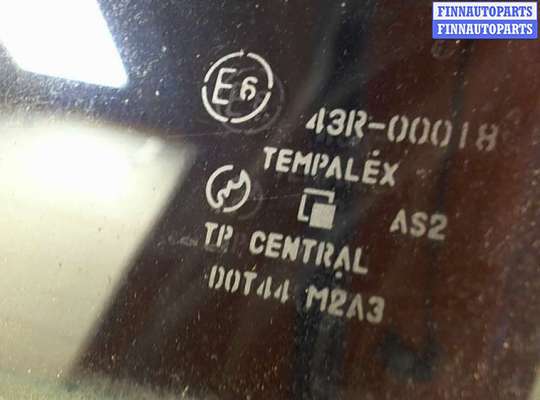 FINNAUTOPARTS
FINNAUTOPARTS
E6
43R-00018
TEMPALEX
AS2
TP CENTRAL
DOT44 M2A3